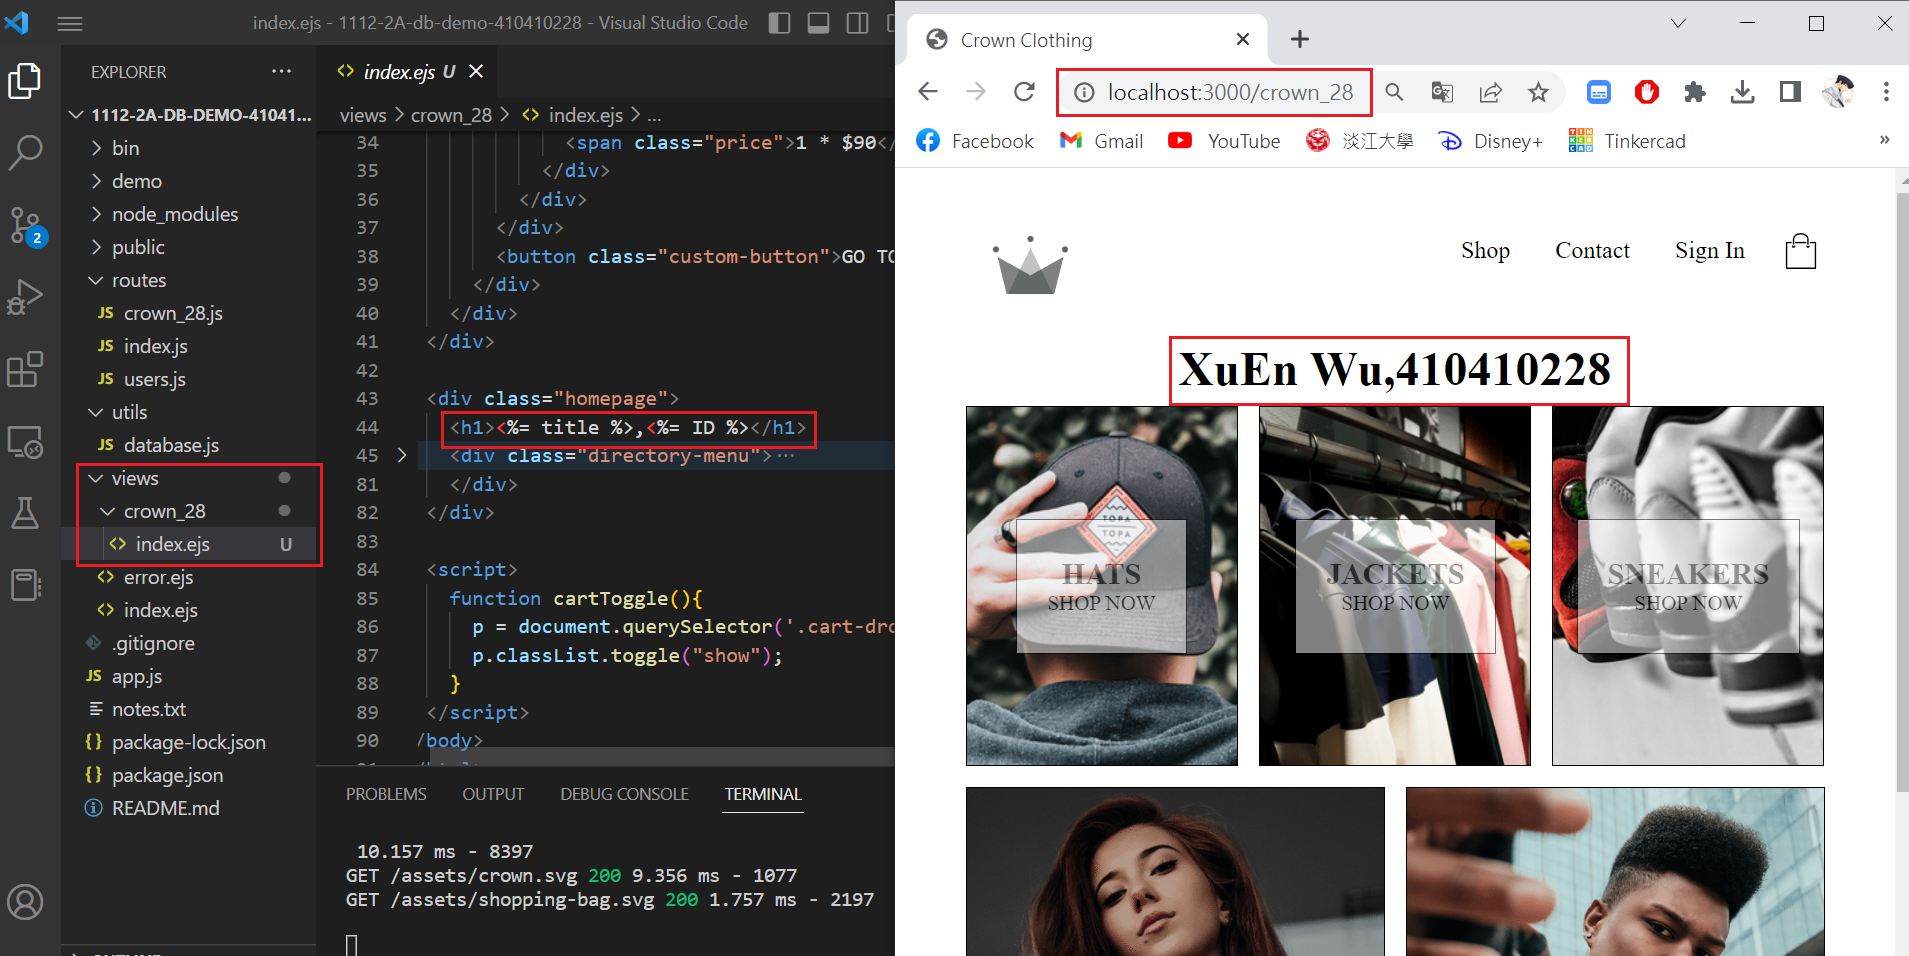 index.ejs - 1112-2A-db-demo-410410228 - Visual Studio Code
EXPLORER
1112-2A-DB-DEMO-41041...
bin
demo
node_modules
public
routes
JS crown_28.js
JS index.js
JS users.js
utils
JS database.js
views
crown_28
<> index.ejs U
<> error.ejs
<> index.ejs
.gitignore
JS app.js
notes.txt
{} package-lock.json
{} package.json
README.md
2
<> index.ejs U
views > crown_28 > <> index.ejs > ...
34 <span class="price">1 * $90</
35 </div>
36 </div>
37 </div>
38 <button class="custom-button">GO TO
39 </div>
40 </div>
41 </div>
42
43 <div class="homepage">
44 <h1><%= title %>,<%= ID %></h1>
45 <div class="directory-menu">...
81 </div>
82 </div>
83
84 <script>
85 function cartToggle(){
86 p = document.querySelector('.cart-dro
87 p.classList.toggle("show");
88 }
89 </script>
90 /body>
PROBLEMS OUTPUT DEBUG CONSOLE TERMINAL
10.157 ms - 8397
GET /assets/crown.svg 200 9.356 ms - 1077
GET /assets/shopping-bag.svg 200 1.757 ms - 2197
Crown Clothing
localhost:3000/crown_28
Facebook Gmail YouTube 淡江大學 Disney+ TINKERCAD Tinkercad »
Shop Contact Sign In
XuEn Wu,410410228
TOPA
TOPA
HATS
SHOP NOW
JACKETS
SHOP NOW
SNEAKERS
SHOP NOW